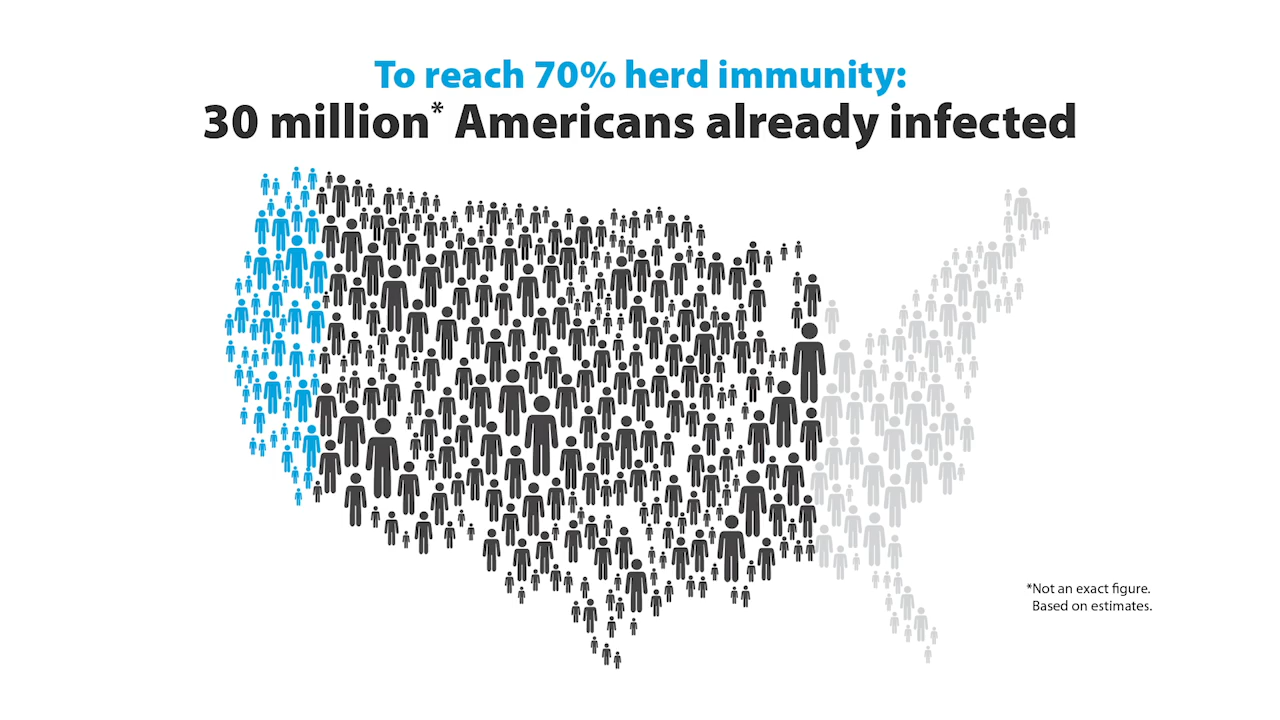 To reach 70% herd immunity:
30 million* Americans already infected
*Not an exact figure.
Based on estimates.